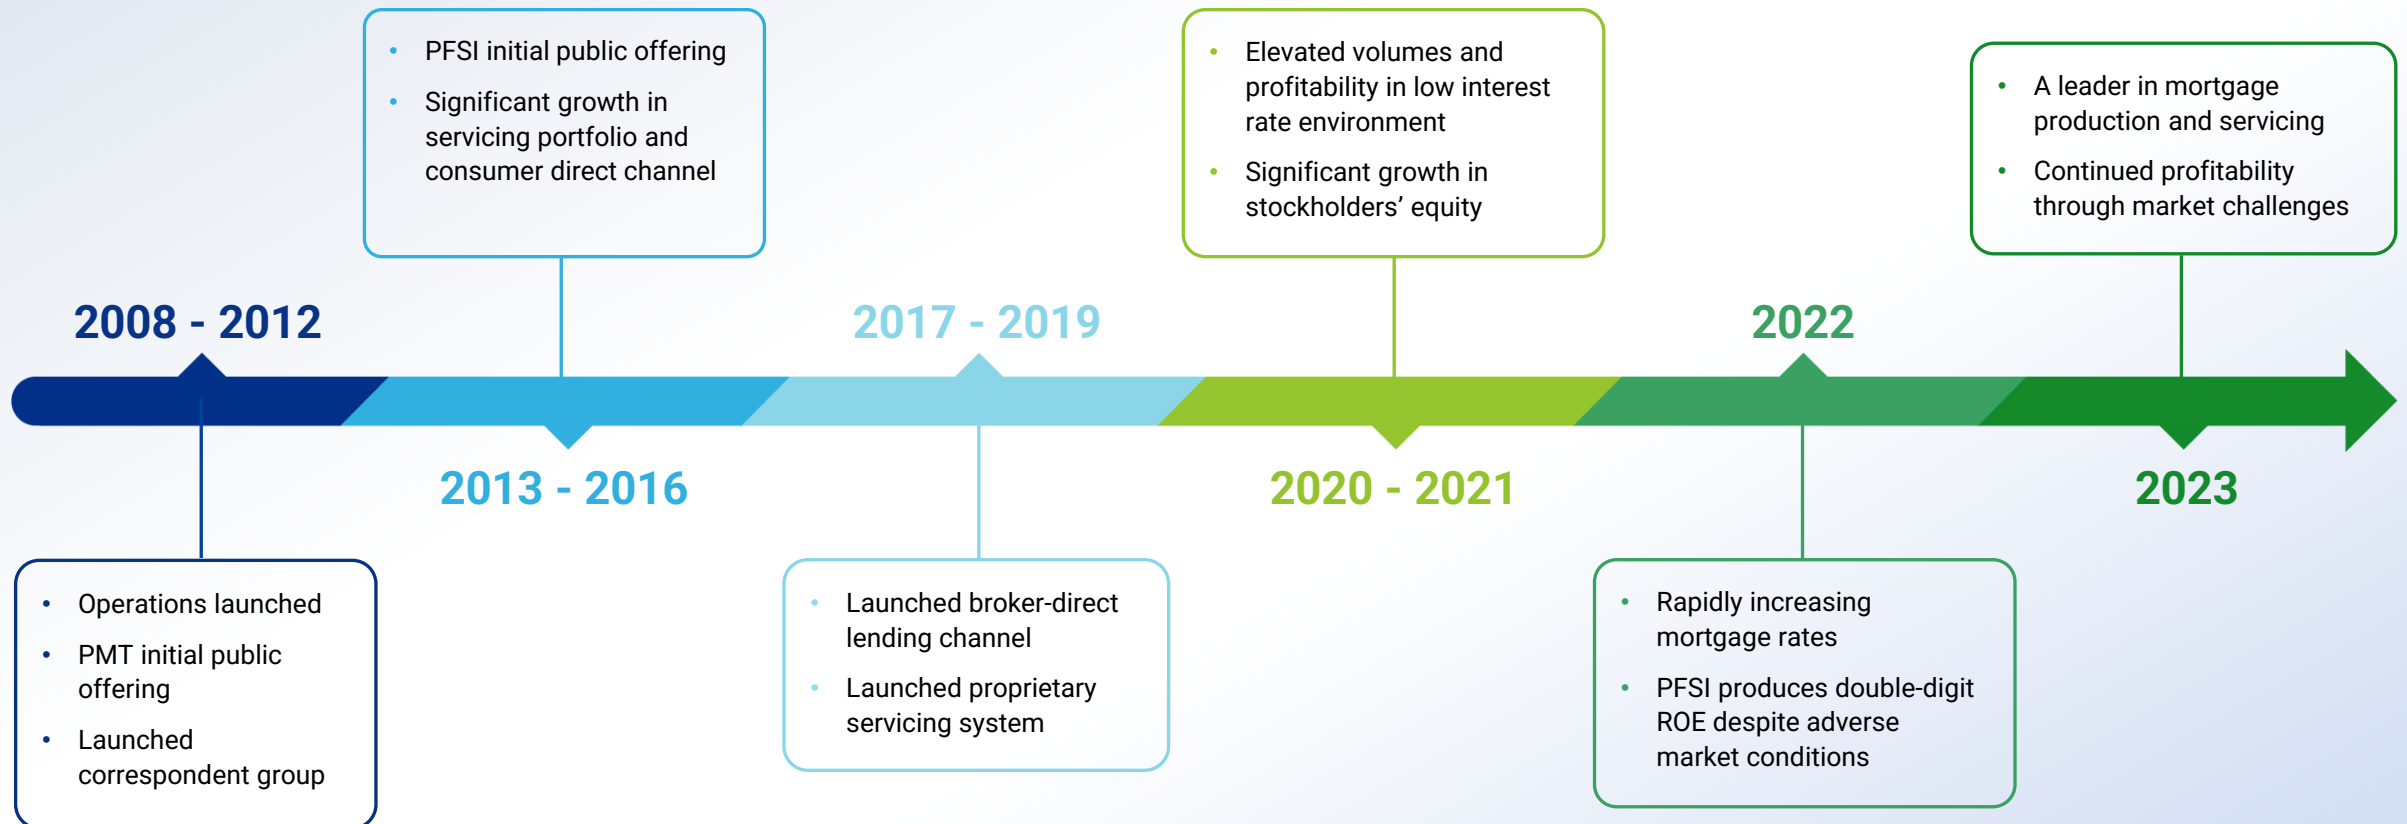 2008 - 2012
• Operations launched
• PMT initial public
offering
• Launched
correspondent group
• PFSI initial public offering
• Significant growth in
servicing portfolio and
consumer direct channel
2013 - 2016
2017 - 2019
• Launched broker-direct
lending channel
• Launched proprietary
servicing system
• Elevated volumes and
profitability in low interest
rate environment
• Significant growth in
stockholders’ equity
2020 - 2021
2022
• Rapidly increasing
mortgage rates
• PFSI produces double-digit
ROE despite adverse
market conditions
• A leader in mortgage
production and servicing
• Continued profitability
through market challenges
2023